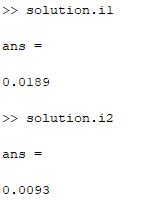 >> solution.i1
ans =
0.0189
>> solution.i2
ans =
0.0093